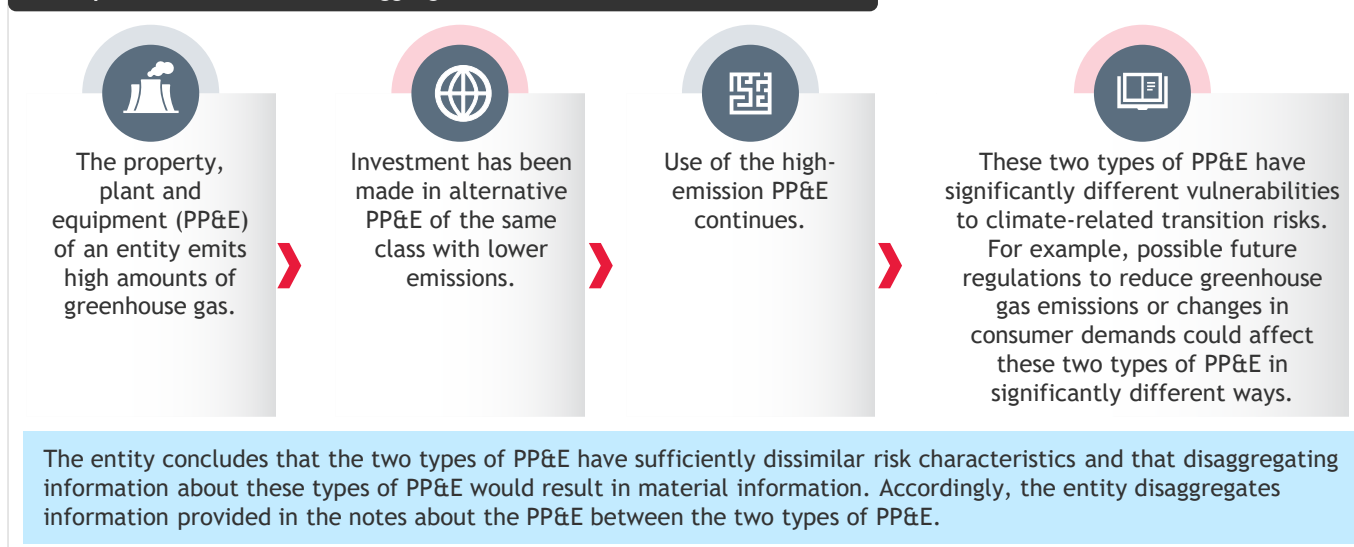 The property,
plant and
equipment (PP&E)
of an entity emits
high amounts of
greenhouse gas.
Investment has been
made in alternative
PP&E of the same
class with lower
emissions.
Use of the high-
emission PP&E
continues.
These two types of PP&E have
significantly different vulnerabilities
to climate-related transition risks.
For example, possible future
regulations to reduce greenhouse
gas emissions or changes in
consumer demands could affect
these two types of PP&E in
significantly different ways.
The entity concludes that the two types of PP&E have sufficiently dissimilar risk characteristics and that disaggregating
information about these types of PP&E would result in material information. Accordingly, the entity disaggregates
information provided in the notes about the PP&E between the two types of PP&E.